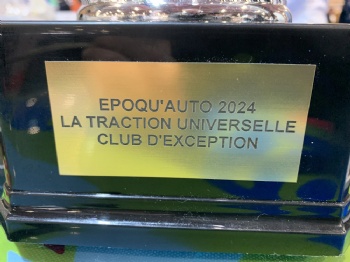 EPOQU'AUTO 2024
LA TRACTION UNIVERSELLE
CLUB D'EXCEPTION